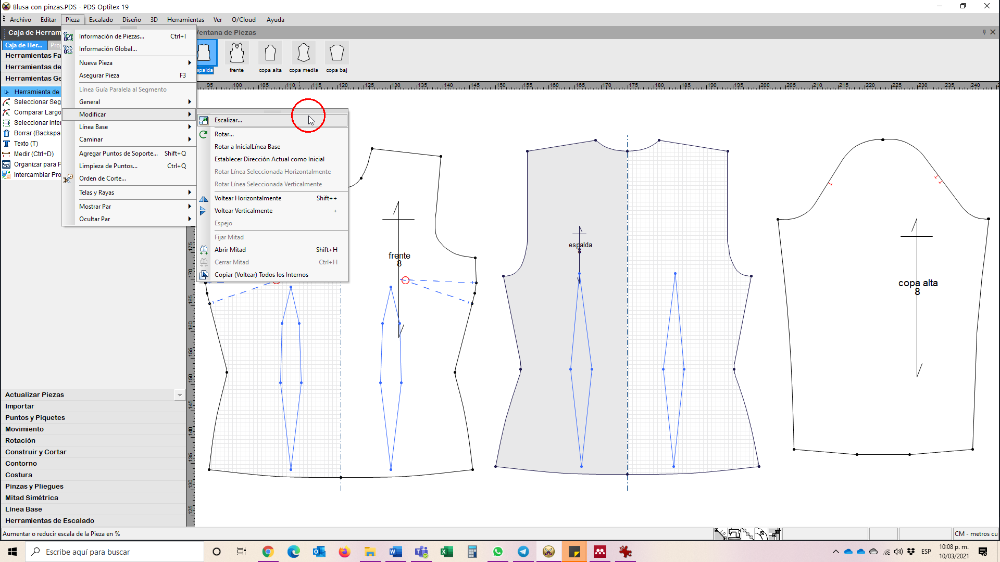 Blusa con pinzas.PDS - PDS Optitex 19
Archivo Editar Pieza Escalado Diseño 3D Herramientas Ver O/Cloud Ayuda
Caja de Herram
Caja de Her...
Herramientas Fa
Herramientas de
Herramientas Ge
Herramienta de
Seleccionar Seg
Comparar Largo
Seleccionar Inte
Borrar (Backspa
Texto (T)
Medir (Ctrl+D)
Organizar para F
Intercambiar Pro
Actualizar Piezas
Importar
Puntos y Piquetes
Movimiento
Rotación
Construir y Cortar
Contorno
Costura
Pinzas y Pliegues
Mitad Simétrica
Línea Base
Herramientas de Escalado
Aumentar o reducir escala de la Pieza en %
Información de Piezas... Ctrl+I
Información Global...
Nueva Pieza
Asegurar Pieza F3
Línea Guía Paralela al Segmento
General
Modificar
Línea Base
Caminar
Agregar Puntos de Soporte... Shift+Q
Limpieza de Puntos... Ctrl+Q
Orden de Corte...
Telas y Rayas
Mostrar Par
Ocultar Par
Escalizar...
Rotar...
Rotar a InicialLínea Base
Establecer Dirección Actual como Inicial
Rotar Línea Seleccionada Horizontalmente
Rotar Línea Seleccionada Verticalmente
Voltear Horizontalmente Shift++
Voltear Verticalmente +
Espejo
Fijar Mitad
Abrir Mitad Shift+H
Cerrar Mitad Ctrl+H
Copiar (Voltear) Todos los Internos
Ventana de Piezas
spalda frente copa alta copa media copa baj
95 100 105 110 115 120 125 130 135 140 145 150 155 160 165 170 175 180 185 190 195 200 205 210 215 220 225 230 235 240
175
170
165
160
155
150
145
140
135
130
125
frente
8
espalda
8
copa alta
8
CM - metros cu
Escribe aquí para buscar
ESP
10:08 p. m.
10/03/2021